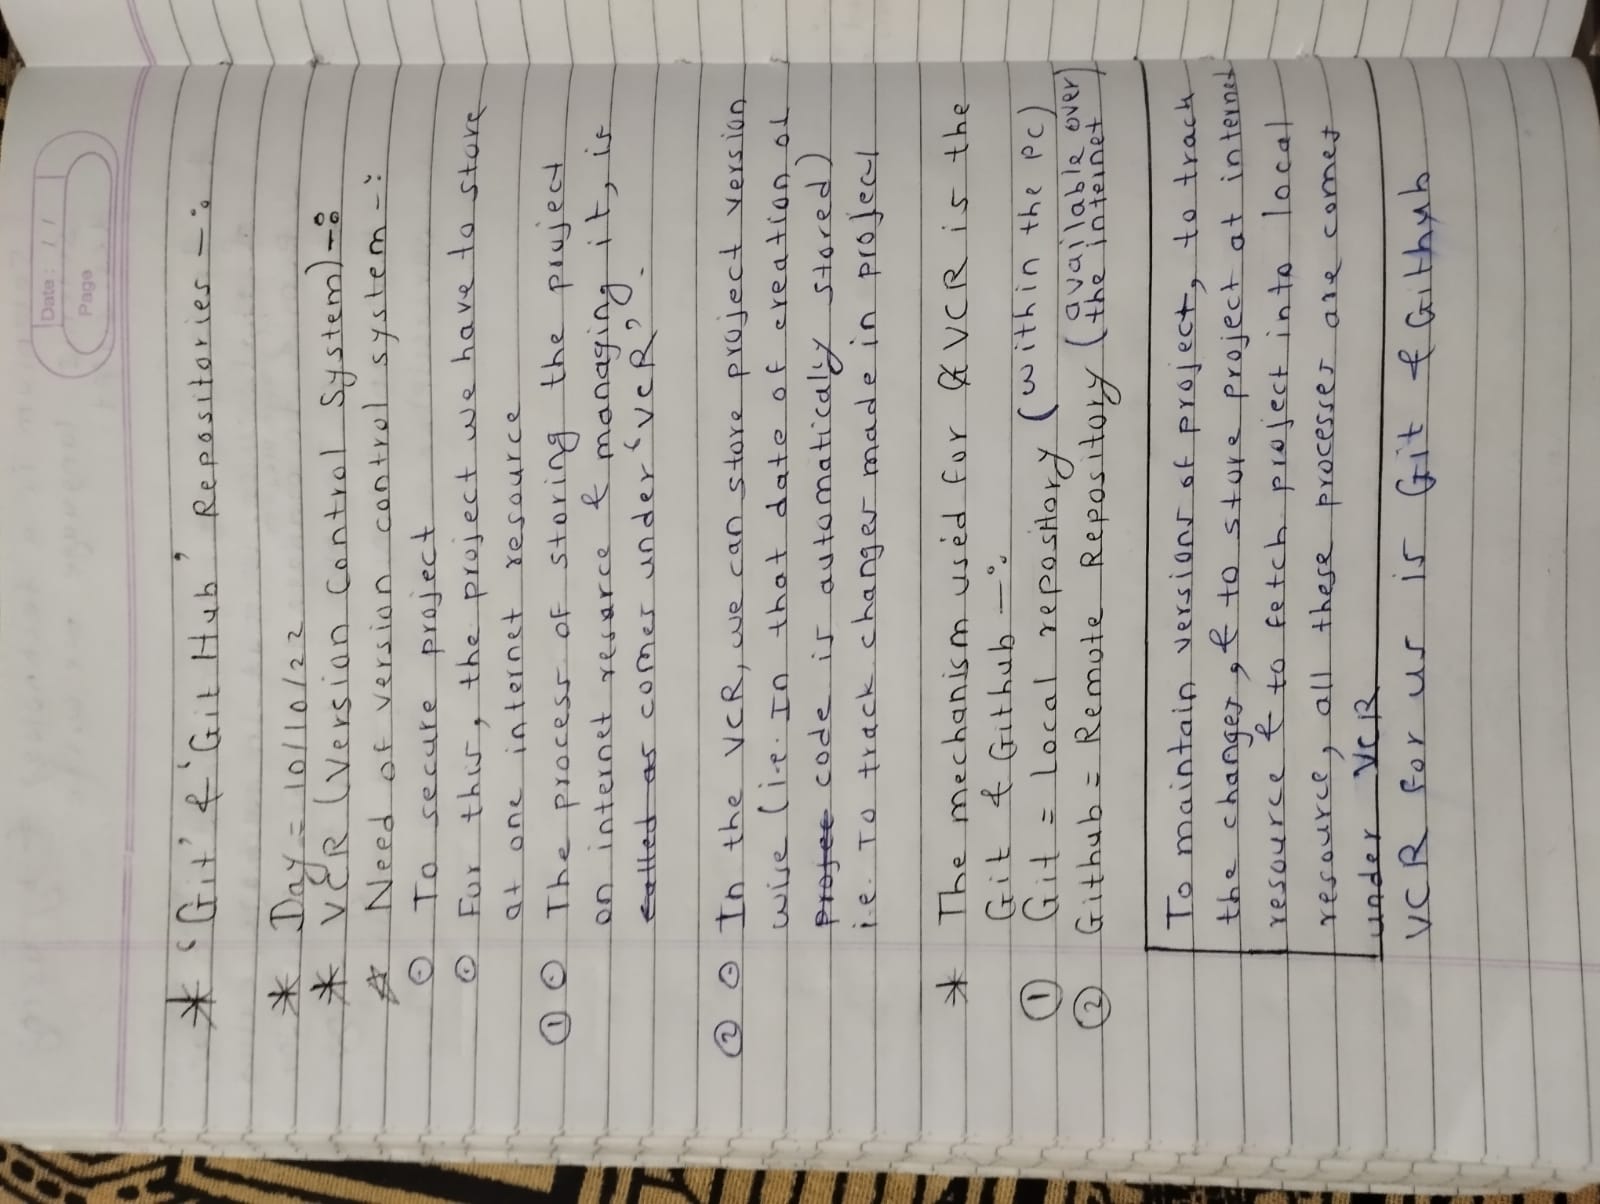 Date: / /
Page
* 'Git' & 'Git Hub' Repositories -:
* Day = 10/10/22
* VCR (Version Control System) -:
* Need of version control system -:
⊙ To secure project
⊙ For this, the project we have to store
at one internet resource
① ⊙ The process of storing the project
on internet resarce & managing it, is
called as comes under 'VCR'.
② ⊙ In the VCR, we can store project version
wise (i.e. In that date of creation of
projec code is automatically stored)
i.e. To track changes made in project
* The mechanism used for VCR is the
Git & Github -:
① Git = Local repository (within the PC)
② Github = Remote Repository (available over
the internet)
To maintain versions of project, to track
the changes, & to store project at internet
resource & to fetch project into local
resource, all these processes are comes
under VCR
VCR for us is Git & Github